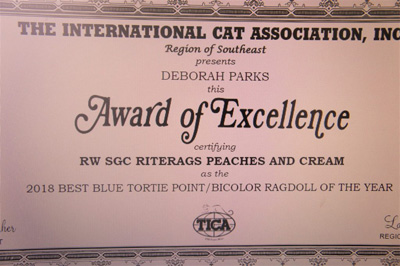 THE INTERNATIONAL CAT ASSOCIATION, INC
Region of Southeast
presents
DEBORAH PARKS
this
Award of Excellence
certifying
RW SGC RITERAGS PEACHES AND CREAM
as the
2018 BEST BLUE TORTIE POINT/BICOLOR RAGDOLL OF THE YEAR
TICA